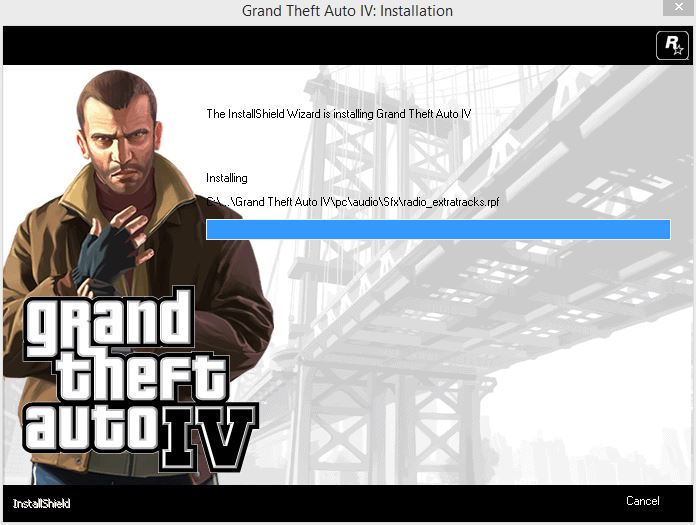 Grand Theft Auto IV: Installation
R
The InstallShield Wizard is installing Grand Theft Auto IV
Installing
C:\...\Grand Theft Auto IV\pc\audio\Sfx\radio_extratracks.rpf
grand
theft
auto IV
InstallShield
Cancel